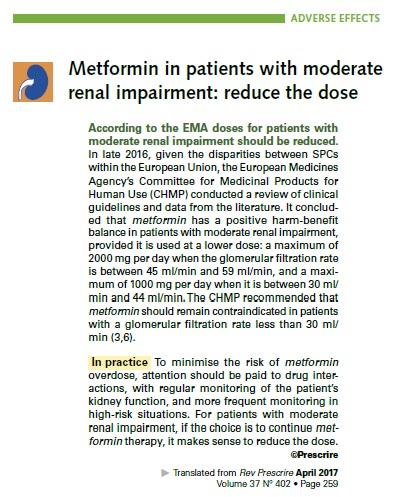 ADVERSE EFFECTS
Metformin in patients with moderate
renal impairment: reduce the dose
According to the EMA doses for patients with
moderate renal impairment should be reduced.
In late 2016, given the disparities between SPCs
within the European Union, the European Medicines
Agency's Committee for Medicinal Products for
Human Use (CHMP) conducted a review of clinical
guidelines and data from the literature. It conclud-
ed that metformin has a positive harm-benefit
balance in patients with moderate renal impairment,
provided it is used at a lower dose: a maximum of
2000 mg per day when the glomerular filtration rate
is between 45 ml/min and 59 ml/min, and a maxi-
mum of 1000 mg per day when it is between 30 ml/
min and 44 ml/min. The CHMP recommended that
metformin should remain contraindicated in patients
with a glomerular filtration rate less than 30 ml/
min (3,6).
In practice To minimise the risk of metformin
overdose, attention should be paid to drug inter-
actions, with regular monitoring of the patient's
kidney function, and more frequent monitoring in
high-risk situations. For patients with moderate
renal impairment, if the choice is to continue met-
formin therapy, it makes sense to reduce the dose.
©Prescrire
▶ Translated from Rev Prescrire April 2017
Volume 37 N° 402 • Page 259